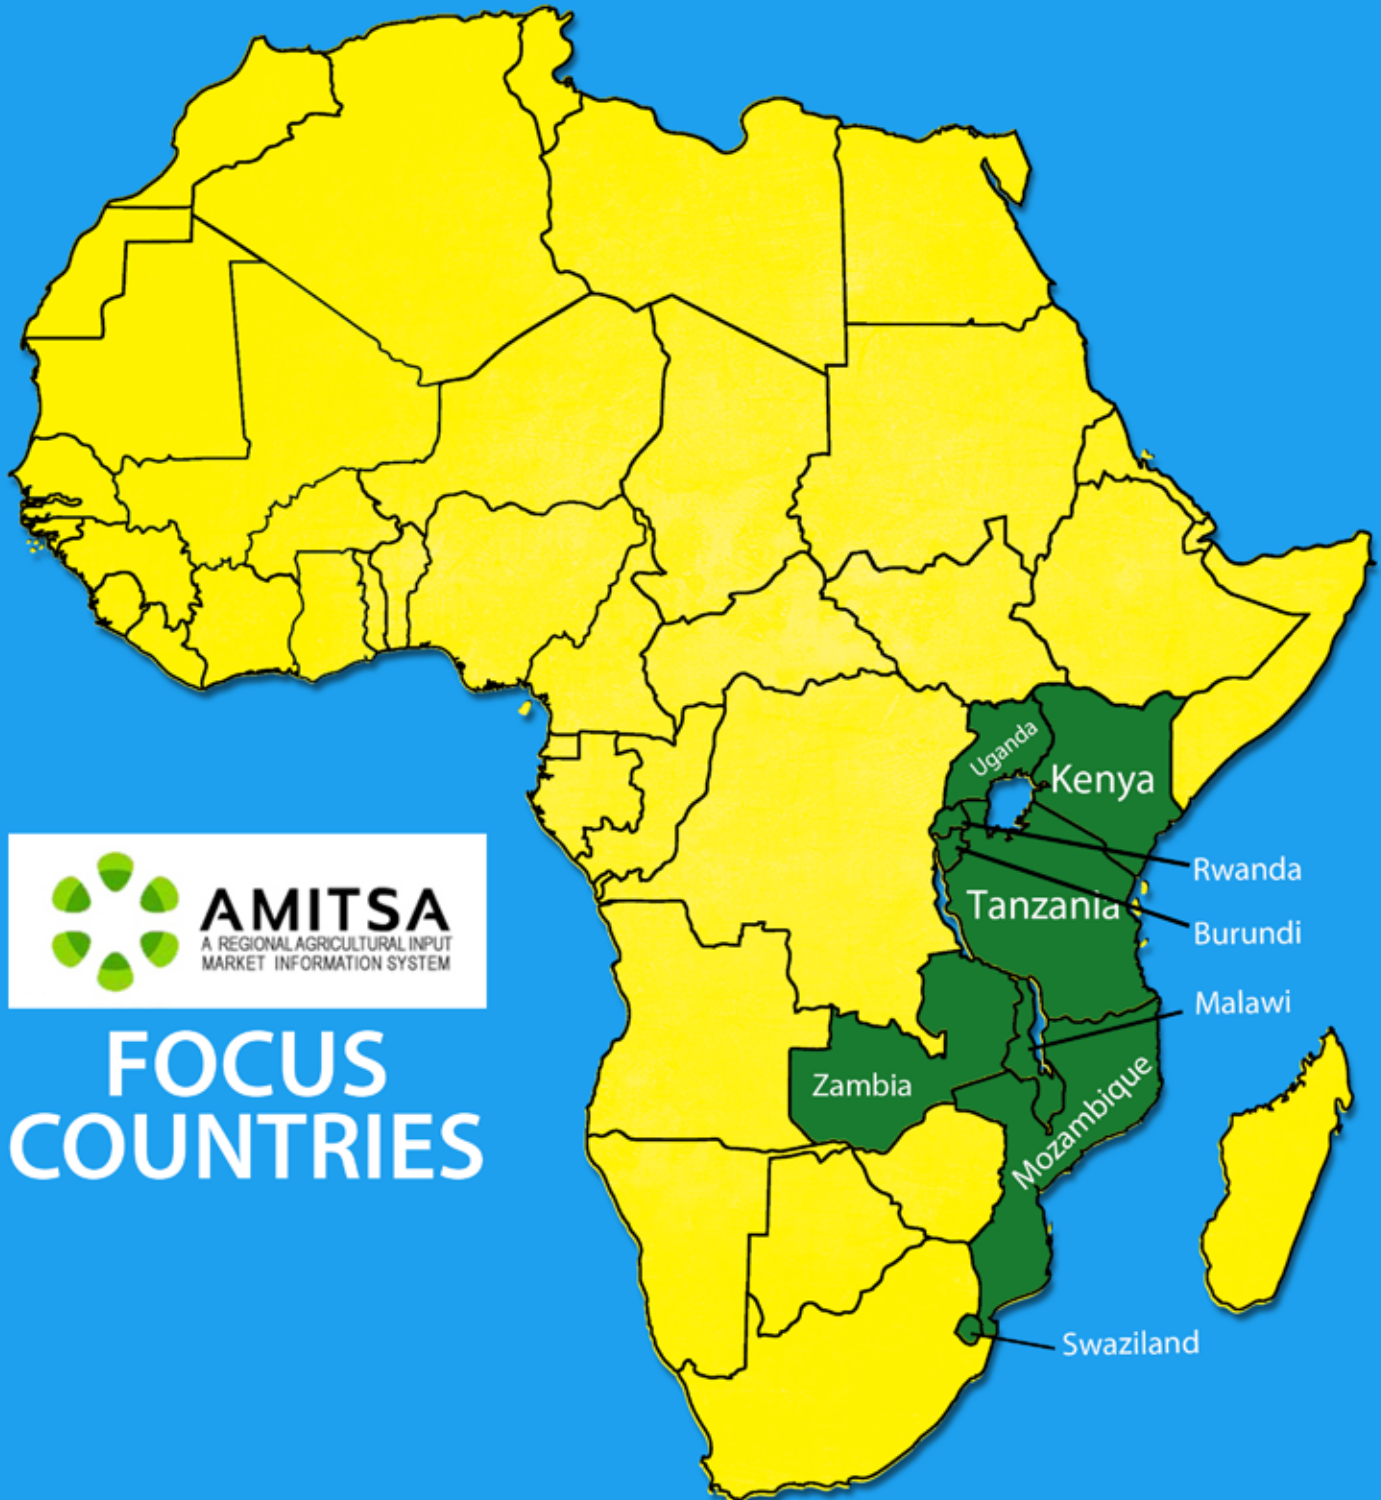 Uganda
Kenya
Rwanda
Tanzania
Burundi
AMITSA
A REGIONAL AGRICULTURAL INPUT
MARKET INFORMATION SYSTEM
Malawi
FOCUS
COUNTRIES
Zambia
Mozambique
Swaziland